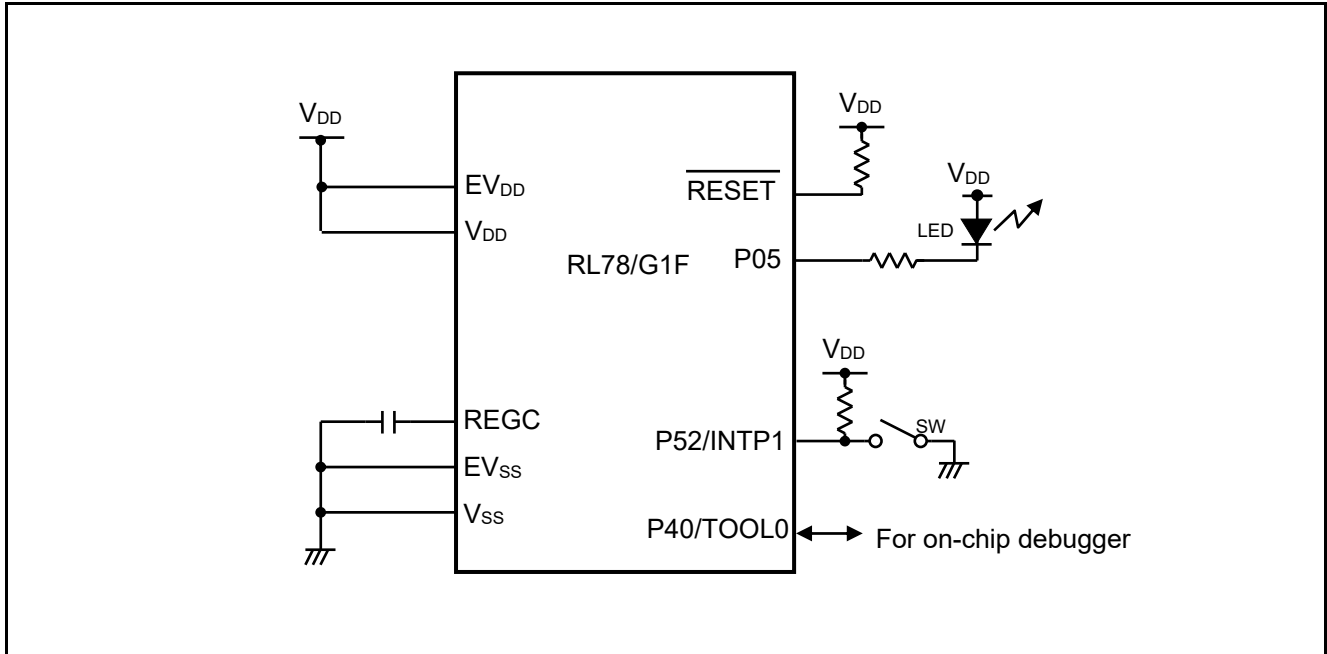 VDD
EVDD
VDD
REGC
EVSS
VSS
RL78/G1F
RESET
VDD
P05
LED
VDD
P52/INTP1
VDD
SW
P40/TOOL0
For on-chip debugger